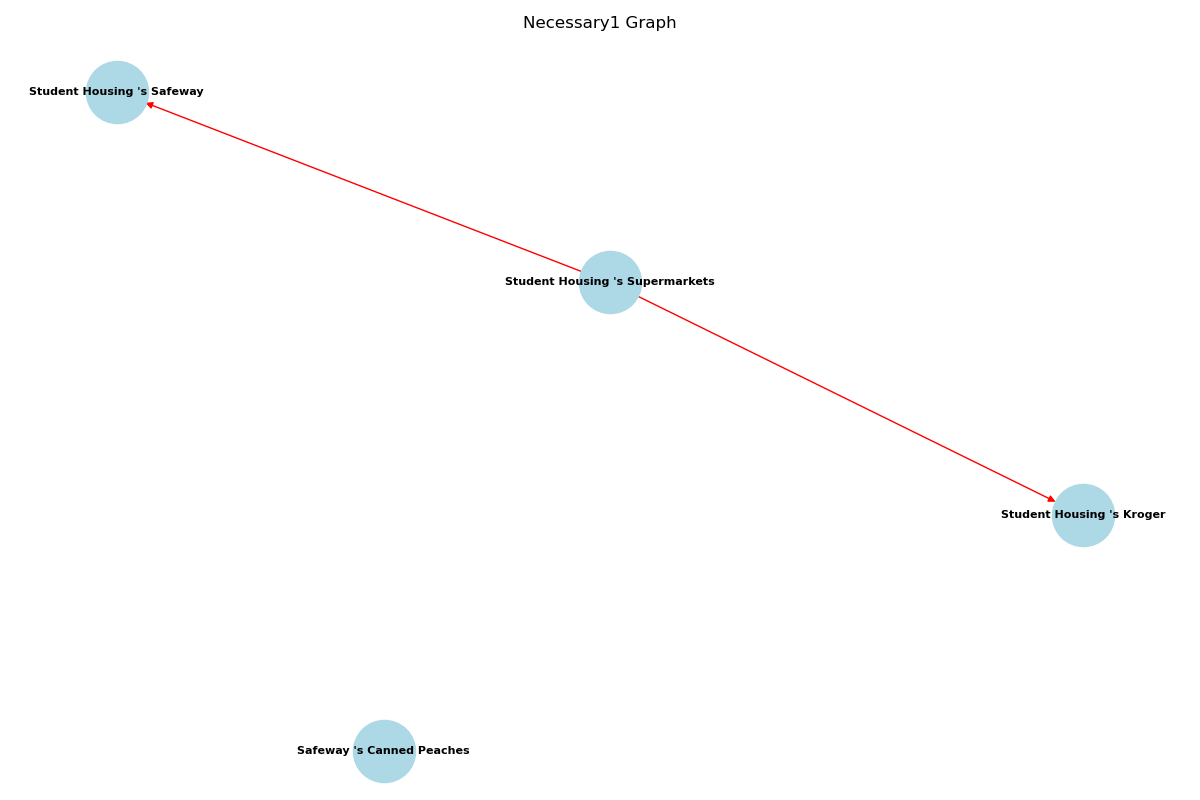 Necessary1 Graph
Student Housing 's Safeway
Student Housing 's Supermarkets
Student Housing 's Kroger
Safeway 's Canned Peaches